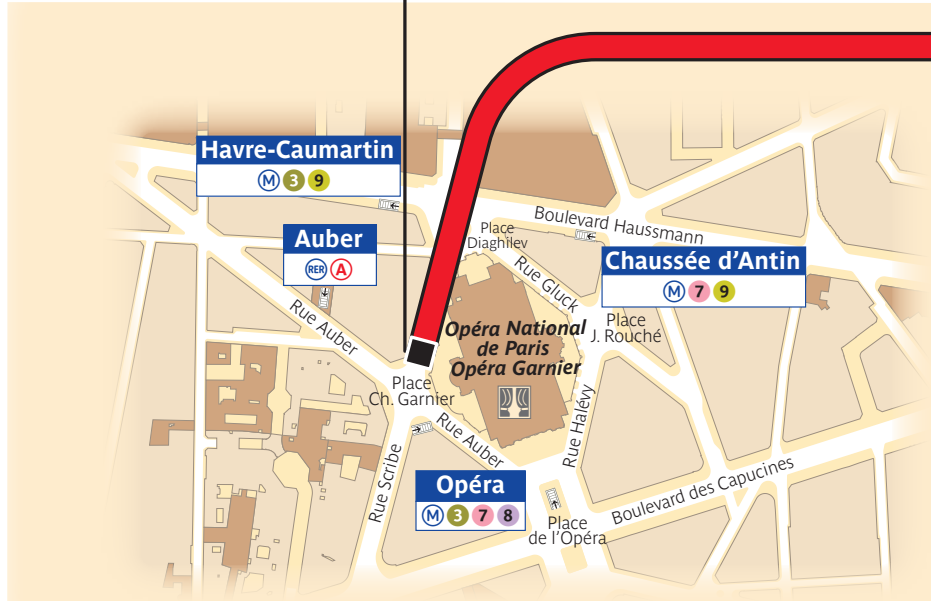 Havre-Caumartin
M 3 9
Boulevard Haussmann
Place
Diaghilev
Auber
RER A
Rue Gluck
Chaussée d'Antin
M 7 9
Rue Auber
Opéra National
de Paris
Opéra Garnier
Place
J. Rouché
Place
Ch. Garnier
Rue Halévy
Rue Auber
Rue Scribe
Opéra
M 3 7 8
Boulevard des Capucines
Place
de l'Opéra